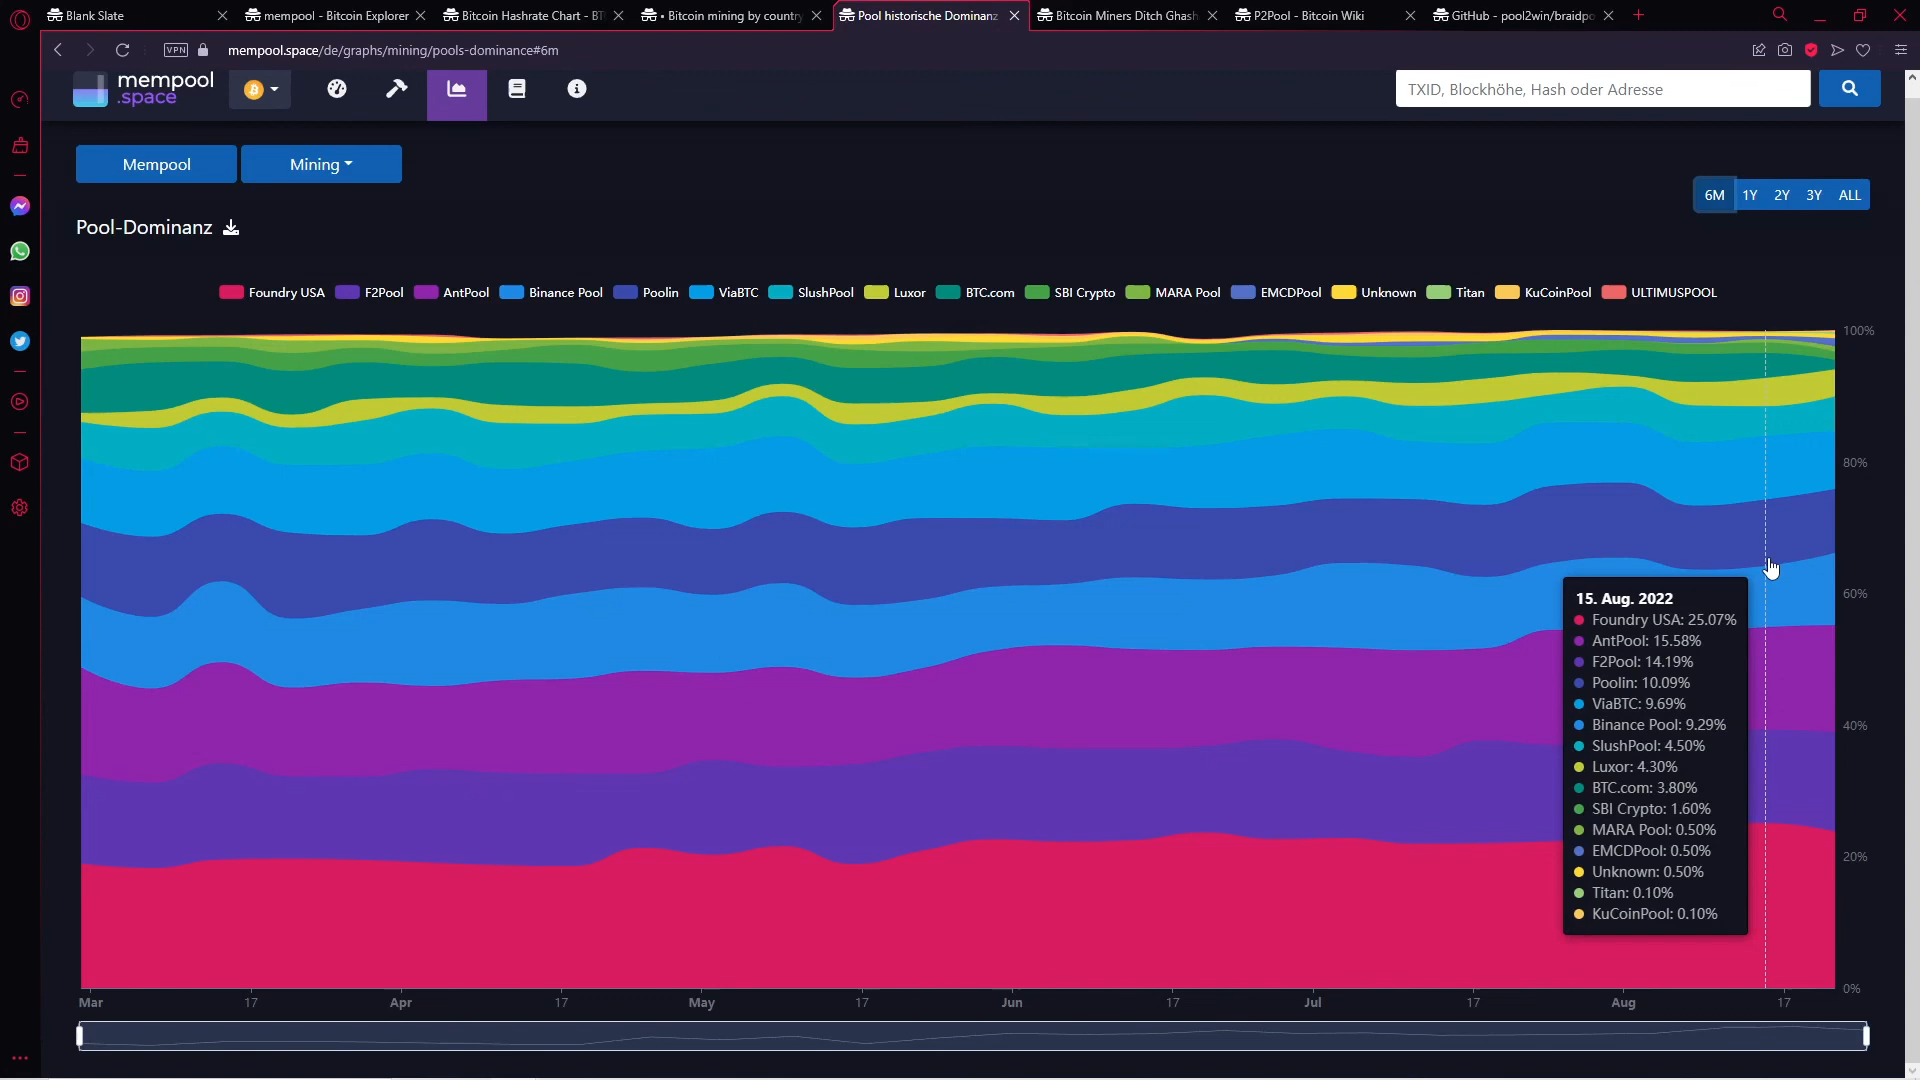 Blank Slate
mempool - Bitcoin Explorer
Bitcoin Hashrate Chart - BT
• Bitcoin mining by country
Pool historische Dominanz
Bitcoin Miners Ditch Ghash
P2Pool - Bitcoin Wiki
GitHub - pool2win/braidpo
VPN
mempool.space/de/graphs/mining/pools-dominance#6m
mempool
.space
TXID, Blockhöhe, Hash oder Adresse
Mempool
Mining
6M 1Y 2Y 3Y ALL
Pool-Dominanz
Foundry USA F2Pool AntPool Binance Pool Poolin ViaBTC SlushPool Luxor BTC.com SBI Crypto MARA Pool EMCDPool Unknown Titan KuCoinPool ULTIMUSPOOL
100%
80%
60%
40%
20%
0%
15. Aug. 2022
Foundry USA: 25.07%
AntPool: 15.58%
F2Pool: 14.19%
Poolin: 10.09%
ViaBTC: 9.69%
Binance Pool: 9.29%
SlushPool: 4.50%
Luxor: 4.30%
BTC.com: 3.80%
SBI Crypto: 1.60%
MARA Pool: 0.50%
EMCDPool: 0.50%
Unknown: 0.50%
Titan: 0.10%
KuCoinPool: 0.10%
Mar 17 Apr 17 May 17 Jun 17 Jul 17 Aug 17